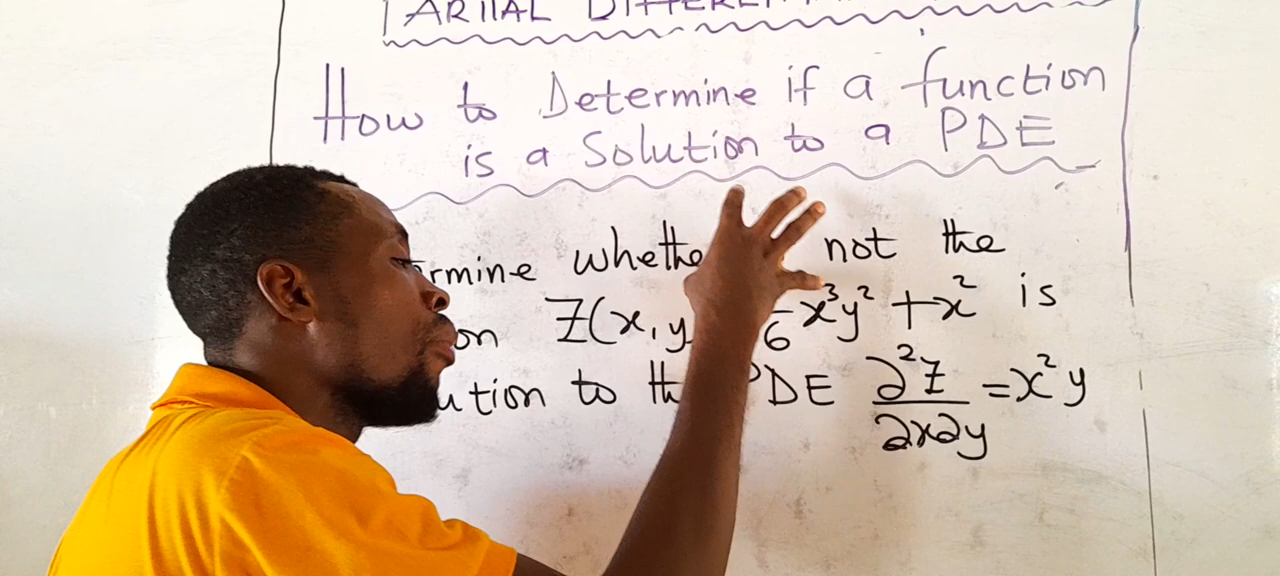 PARTIAL
How to Determine if a function
is a Solution to a PDE
rmine whethe not the
on Z(x, y 6 x³y² + x² is
ution to th PDE ∂²Z/∂x∂y = x²y